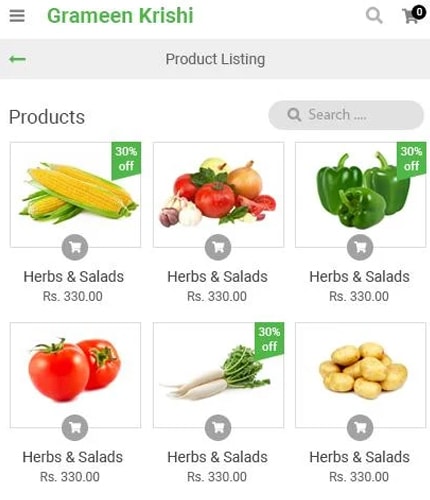 Grameen Krishi
0
Product Listing
Products
Search ....
30%
off
30%
off
Herbs & Salads
Herbs & Salads
Herbs & Salads
Rs. 330.00
Rs. 330.00
Rs. 330.00
30%
off
Herbs & Salads
Herbs & Salads
Herbs & Salads
Rs. 330.00
Rs. 330.00
Rs. 330.00